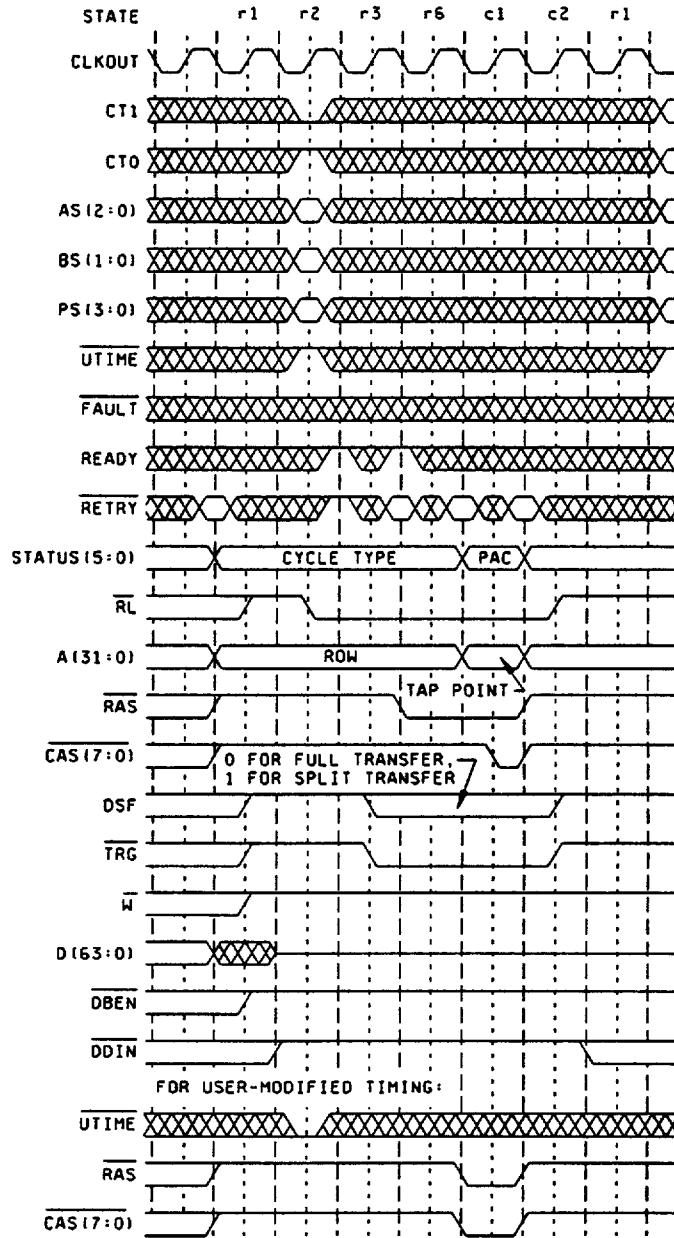 STATE r1 r2 r3 r6 c1 c2 r1
CLKOUT
CT1
CT0
AS(2:0)
BS(1:0)
PS(3:0)
UTIME
FAULT
READY
RETRY
STATUS(5:0) CYCLE TYPE PAC
RL
A(31:0) ROW
TAP POINT
RAS
CAS(7:0) 0 FOR FULL TRANSFER,
1 FOR SPLIT TRANSFER
DSF
TRG
W
D(63:0)
DBEN
DDIN
FOR USER-MODIFIED TIMING:
UTIME
RAS
CAS(7:0)